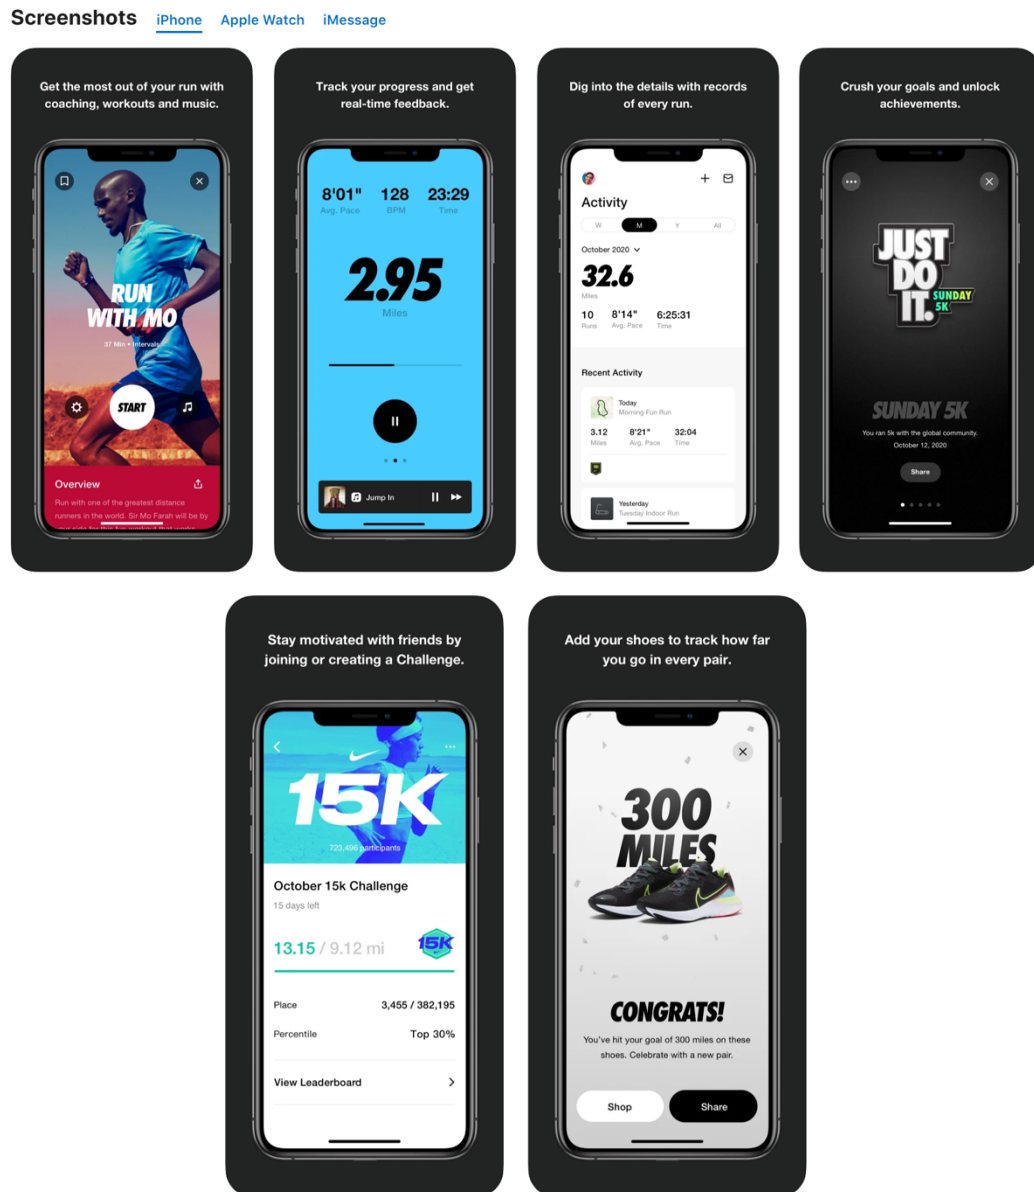 Screenshots iPhone Apple Watch iMessage
Get the most out of your run with
coaching, workouts and music.
RUN
WITH MO
37 Min • Intervals
START
Overview
Run with one of the greatest distance
runners in the world. Sir Mo Farah will be by
Track your progress and get
real-time feedback.
8'01" 128 23:29
Avg. Pace BPM Time
2.95
Miles
Jump In
Dig into the details with records
of every run.
Activity
W M Y All
October 2020
32.6
Miles
10 8'14" 6:25:31
Runs Avg. Pace Time
Recent Activity
Today
Morning Fun Run
3.12 8'21" 32:04
Miles Avg. Pace Time
Yesterday
Tuesday Indoor Run
Crush your goals and unlock
achievements.
JUST
DO
IT.
SUNDAY
5K
SUNDAY 5K
You ran 5k with the global community.
October 12, 2020
Share
Stay motivated with friends by
joining or creating a Challenge.
15K
723,496 participants
October 15k Challenge
15 days left
13.15 / 9.12 mi
15K
Place 3,455 / 382,195
Percentile Top 30%
View Leaderboard
Add your shoes to track how far
you go in every pair.
300
MILES
CONGRATS!
You've hit your goal of 300 miles on these
shoes. Celebrate with a new pair.
Shop Share